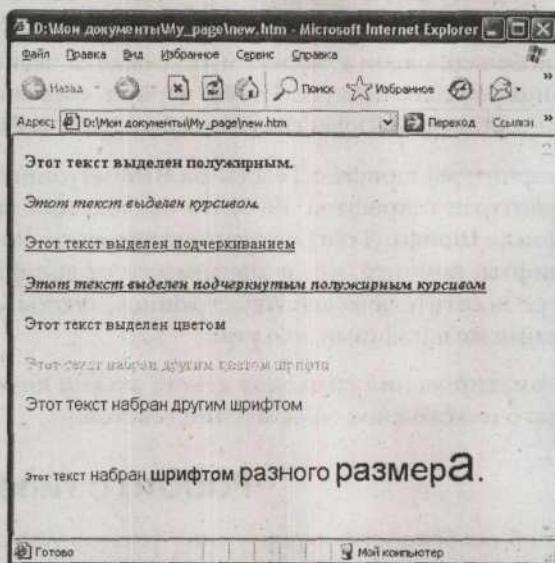 D:\Мои документы\My_page\new.htm - Microsoft Internet Explorer
Файл Правка Вид Избранное Сервис Справка
Назад Поиск Избранное »
Адрес: D:\Мои документы\My_page\new.htm Переход Ссылки »
Этот текст выделен полужирным.
Этот текст выделен курсивом.
Этот текст выделен подчеркиванием
Этот текст выделен подчеркнутым полужирным курсивом
Этот текст выделен цветом
Этот текст набран другим цветом шрифта
Этот текст набран другим шрифтом
Этот текст набран шрифтом разного размера.
Готово Мой компьютер